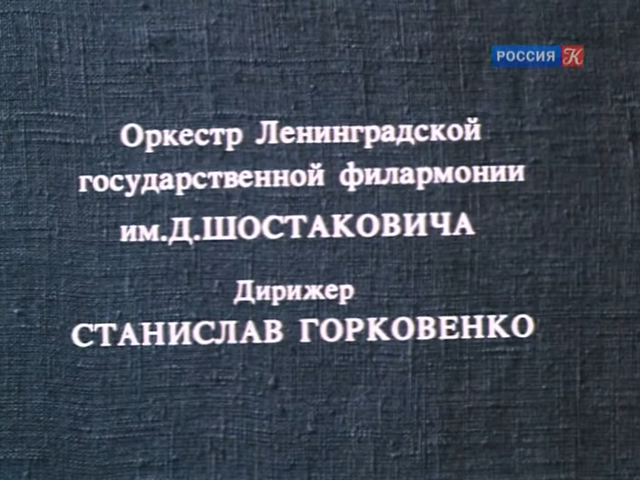 РОССИЯ К
Оркестр Ленинградской
государственной филармонии
им.Д.ШОСТАКОВИЧА
Дирижер
СТАНИСЛАВ ГОРКОВЕНКО